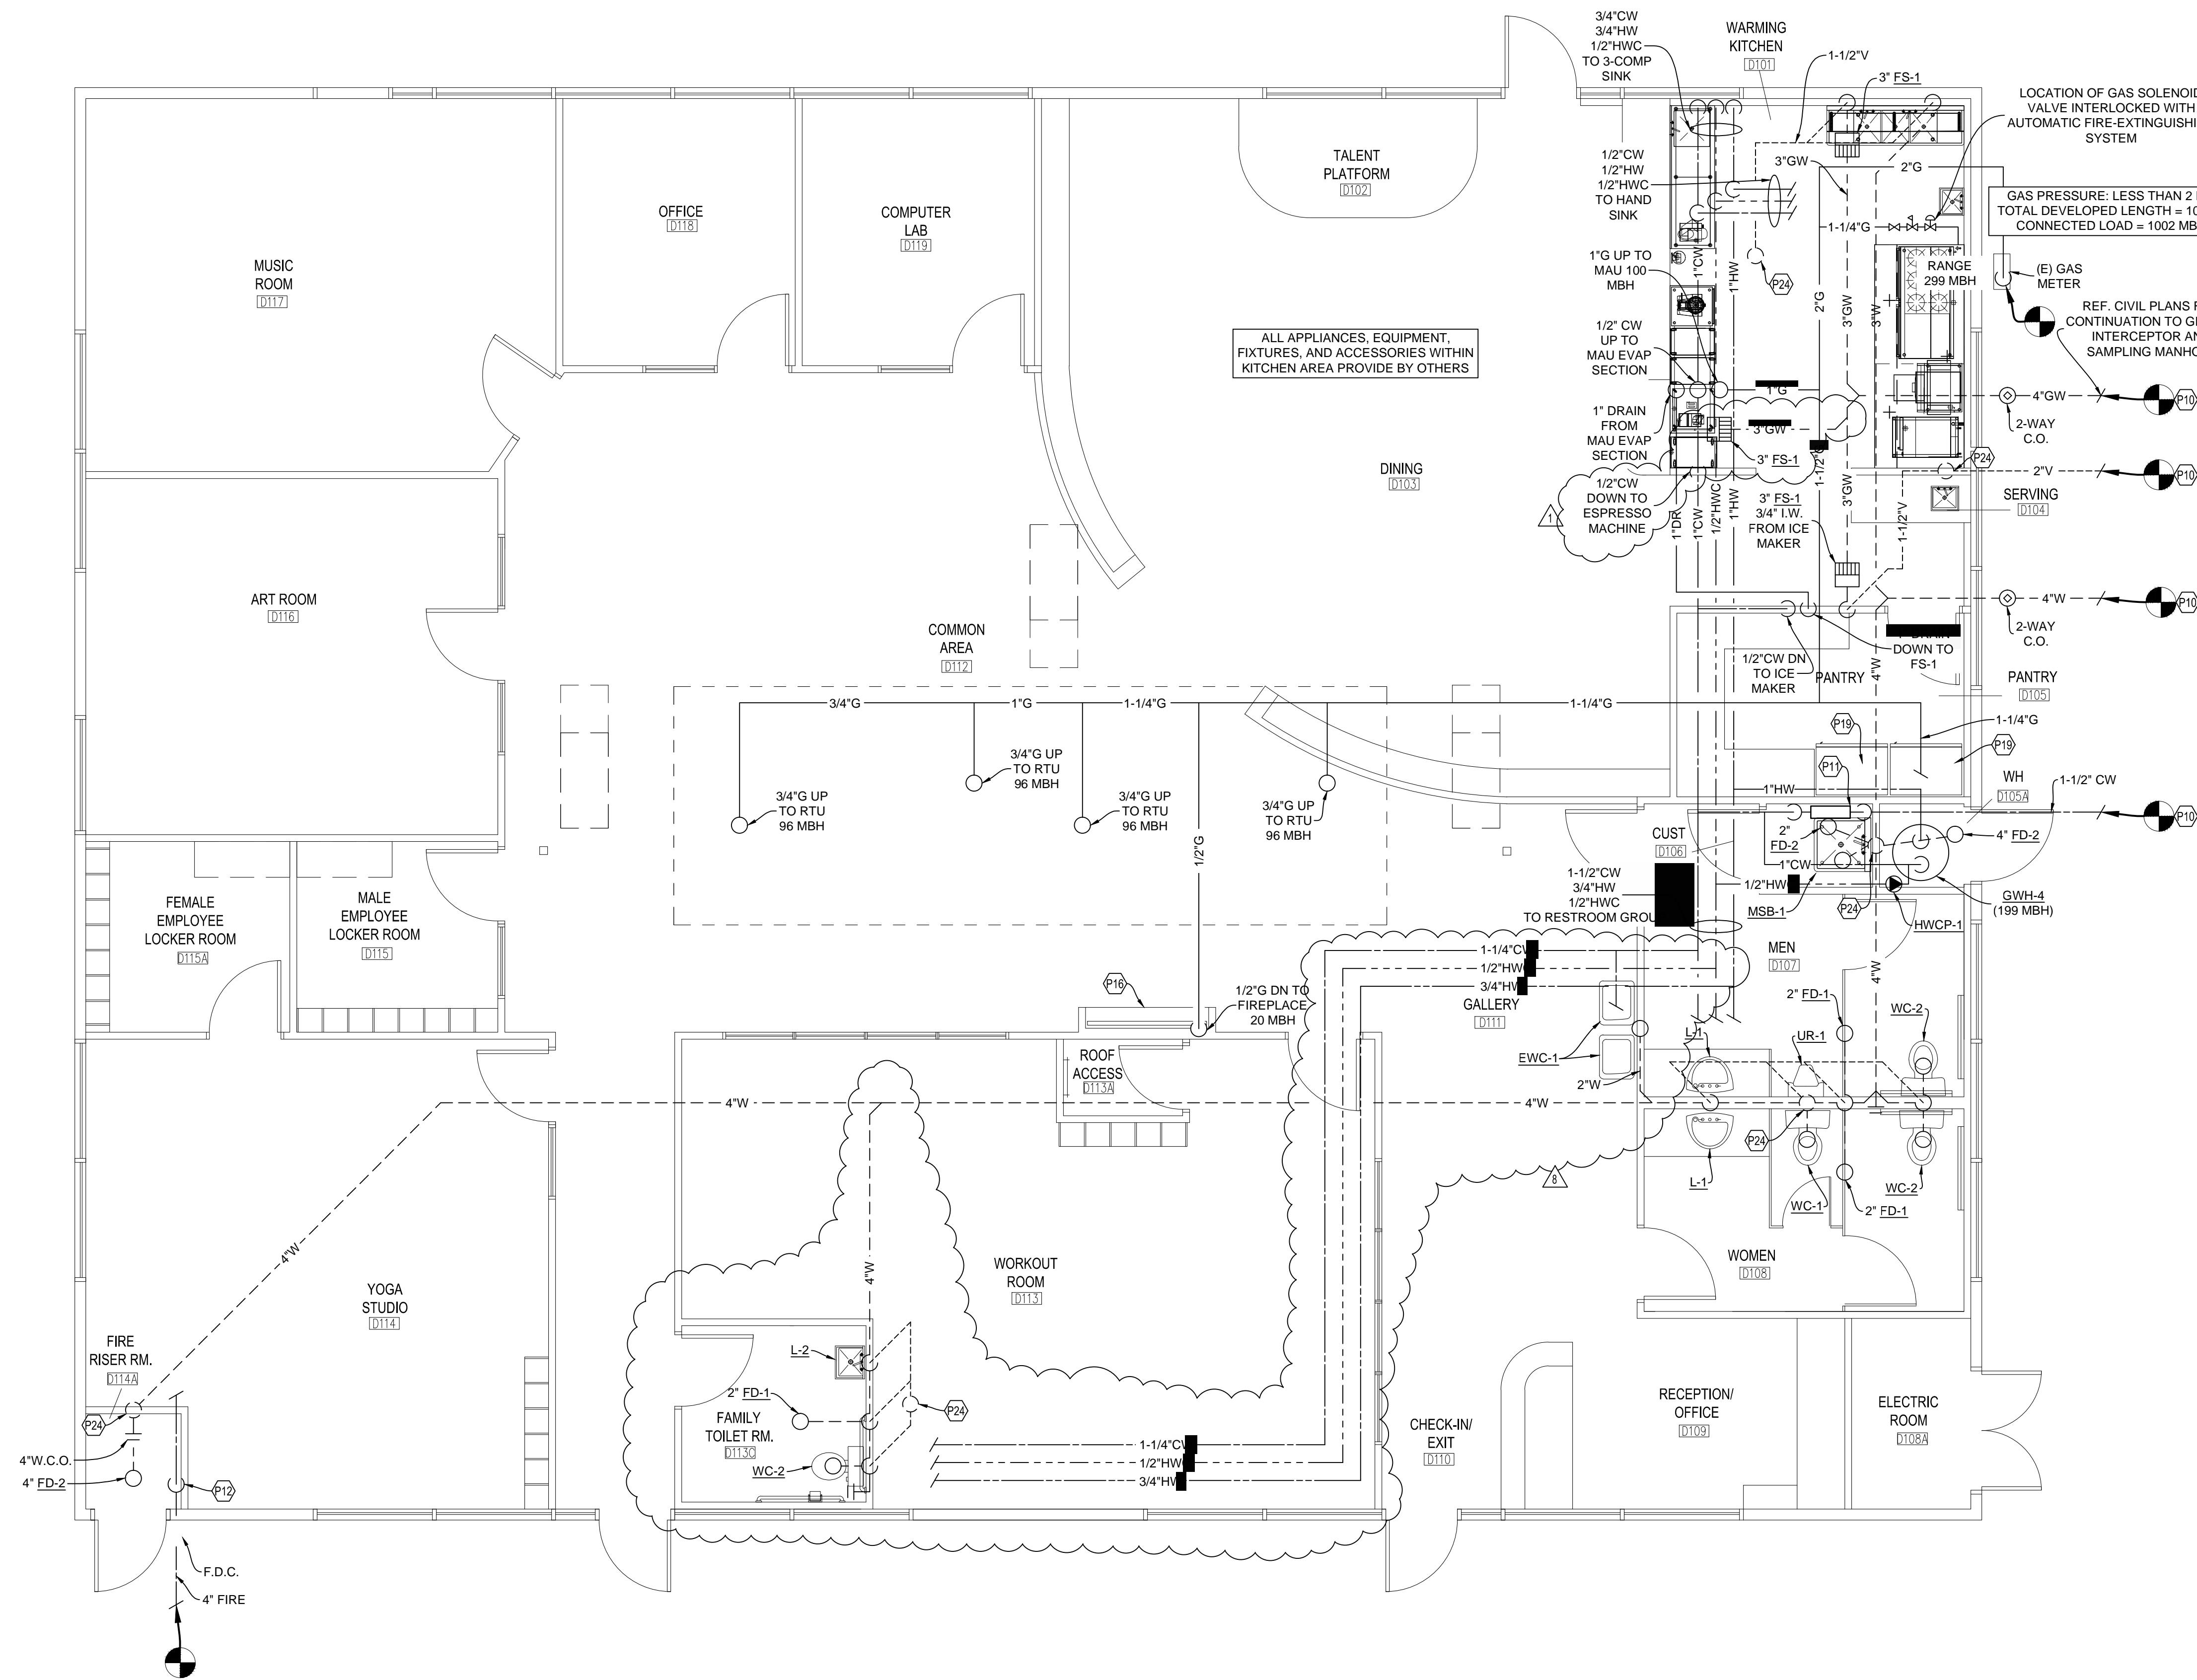 3/4"CW
3/4"HW
1/2"HWC
TO 3-COMP
SINK
WARMING
KITCHEN
D101
1-1/2"V
3" FS-1
LOCATION OF GAS SOLENOID
VALVE INTERLOCKED WITH
AUTOMATIC
SYSTEM
TALENT
PLATFORM
D102
1/2"CW
1/2"HW
1/2"HWC
TO HAND
SINK
3"GW
2"G
GAS PRESSURE: LESS THAN 2
TOTAL DEVELOPED LENGTH =
CONNECTED LOAD = 1002
OFFICE
D118
COMPUTER
LAB
D119
1-1/4"G
MUSIC
ROOM
D117
1"G UP TO
MAU 100
MBH
1"CW
1"HW
P24
2"G
3"GW
3"W
RANGE
299 MBH
(E) GAS
METER
REF. CIVIL PLANS
CONTINUATION TO
INTERCEPTOR
SAMPLING
ALL APPLIANCES, EQUIPMENT,
FIXTURES, AND ACCESSORIES WITHIN
KITCHEN AREA PROVIDE BY OTHERS
1/2" CW
UP TO
MAU EVAP
SECTION
1"G
4"GW
P10
2-WAY
C.O.
1" DRAIN
FROM
MAU EVAP
SECTION
3"GW
3" FS-1
1-1/2"G
P24
2"V
P10
DINING
D103
1/2"CW
DOWN TO
ESPRESSO
MACHINE
1
1"DR
1"CW
1/2"HWC
1"HW
3" FS-1
3/4" I.W.
FROM ICE
MAKER
3"GW
1-1/2"V
SERVING
D104
ART ROOM
D116
4"W
P10
2-WAY
C.O.
COMMON
AREA
D112
1/2"CW DN
TO ICE
MAKER
DOWN TO
FS-1
PANTRY
4"W
PANTRY
D105
3/4"G
1"G
1-1/4"G
1-1/4"G
1-1/4"G
P19
P19
3/4"G UP
TO RTU
96 MBH
3/4"G UP
TO RTU
96 MBH
3/4"G UP
TO RTU
96 MBH
3/4"G UP
TO RTU
96 MBH
P11
WH
D105A
1-1/2" CW
1"HW
P10
1/2"G
CUST
D106
2"
FD-2
4" FD-2
1"CW
1-1/2"CW
3/4"HW
1/2"HWC
TO RESTROOM
1/2"HW
MSB-1
P24
HWCP-1
GWH-4
(199 MBH)
FEMALE
EMPLOYEE
LOCKER ROOM
D115A
MALE
EMPLOYEE
LOCKER ROOM
D115
MEN
D107
4"W
1-1/4"CW
1/2"HW
3/4"HW
P16
1/2"G DN TO
FIREPLACE
20 MBH
GALLERY
D111
2" FD-1
WC-2
EWC-1
L-1
UR-1
2"W
ROOF
ACCESS
D113A
4"W
4"W
P24
L-1
WC-1
WC-2
2" FD-1
8
4"W
4"W
YOGA
STUDIO
D114
WORKOUT
ROOM
D113
WOMEN
D108
FIRE
RISER RM.
D114A
P24
L-2
2" FD-1
FAMILY
TOILET RM.
P24
WC-2
1-1/4"CW
1/2"HW
3/4"HW
CHECK-IN/
EXIT
D110
RECEPTION/
OFFICE
D109
ELECTRIC
ROOM
D108A
4"W.C.O.
4" FD-2
P12
F.D.C.
4" FIRE